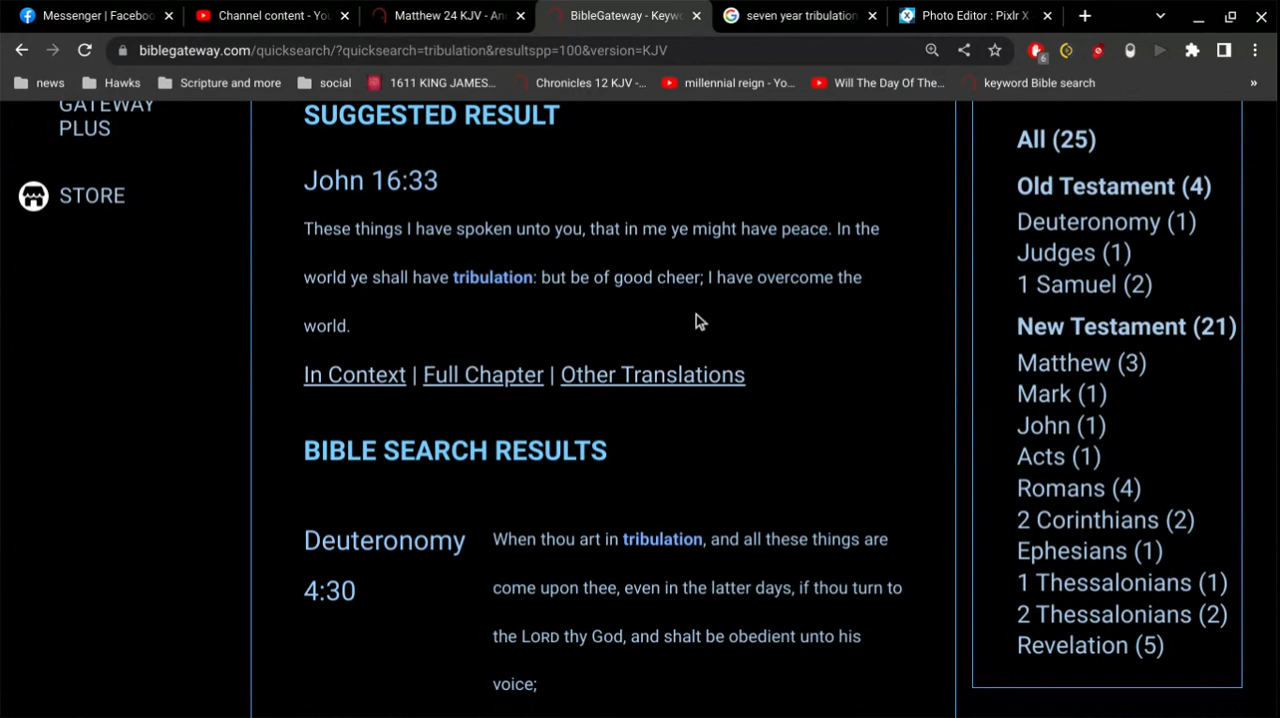 Messenger | Faceboo
Channel content - You
Matthew 24 KJV - An
BibleGateway - Keywo
seven year tribulation
Photo Editor : Pixlr X
biblegateway.com/quicksearch/?quicksearch=tribulation&resultspp=100&version=KJV
6
news
Hawks
Scripture and more
social
1611 KING JAMES...
Chronicles 12 KJV -...
millennial reign - Yo...
Will The Day Of The...
keyword Bible search
»
GATEWAY
PLUS
STORE
SUGGESTED RESULT
John 16:33
These things I have spoken unto you, that in me ye might have peace. In the
world ye shall have tribulation: but be of good cheer; I have overcome the
world.
In Context | Full Chapter | Other Translations
BIBLE SEARCH RESULTS
Deuteronomy
4:30
When thou art in tribulation, and all these things are
come upon thee, even in the latter days, if thou turn to
the LORD thy God, and shalt be obedient unto his
voice;
All (25)
Old Testament (4)
Deuteronomy (1)
Judges (1)
1 Samuel (2)
New Testament (21)
Matthew (3)
Mark (1)
John (1)
Acts (1)
Romans (4)
2 Corinthians (2)
Ephesians (1)
1 Thessalonians (1)
2 Thessalonians (2)
Revelation (5)